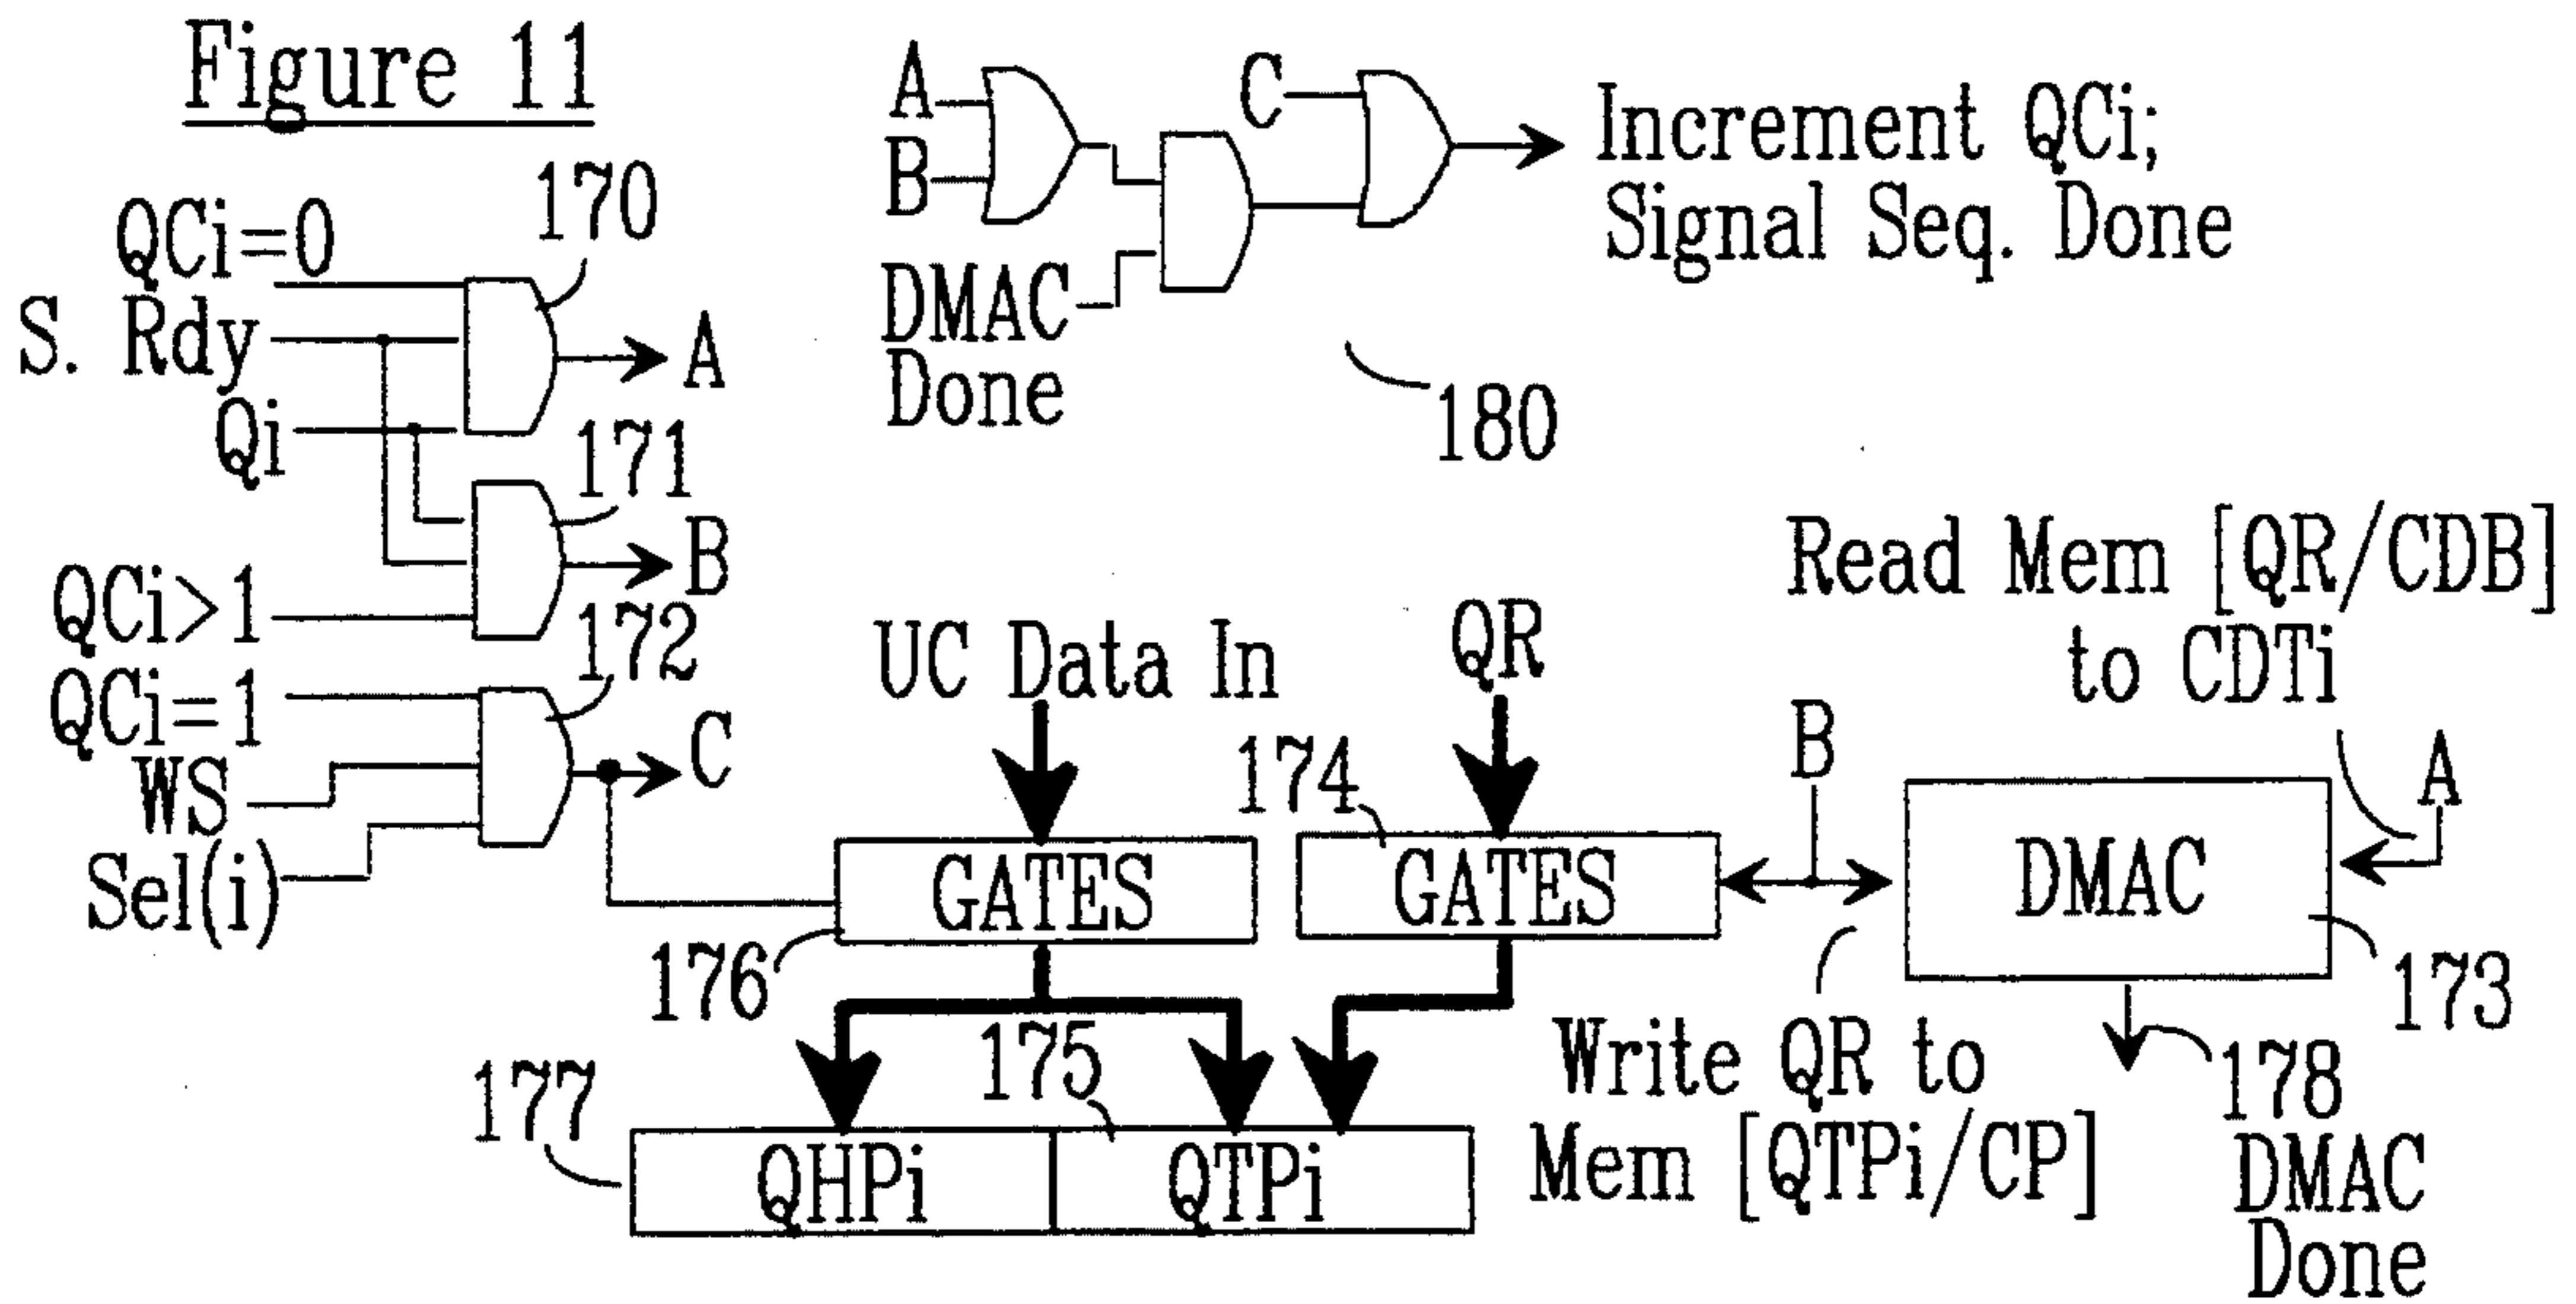 Figure 11
A
B
C
DMAC
Done
Increment QCi;
Signal Seq. Done
180
170
QCi=0
S. Rdy
Qi
A
171
B
QCi>1
172
QCi=1
WS
Sel(i)
C
UC Data In
QR
Read Mem [QR/CDB]
to CDTi
174
B
A
GATES
GATES
DMAC
176
173
175
177
QHPi
QTPi
Write QR to
Mem [QTPi/CP]
178
DMAC
Done